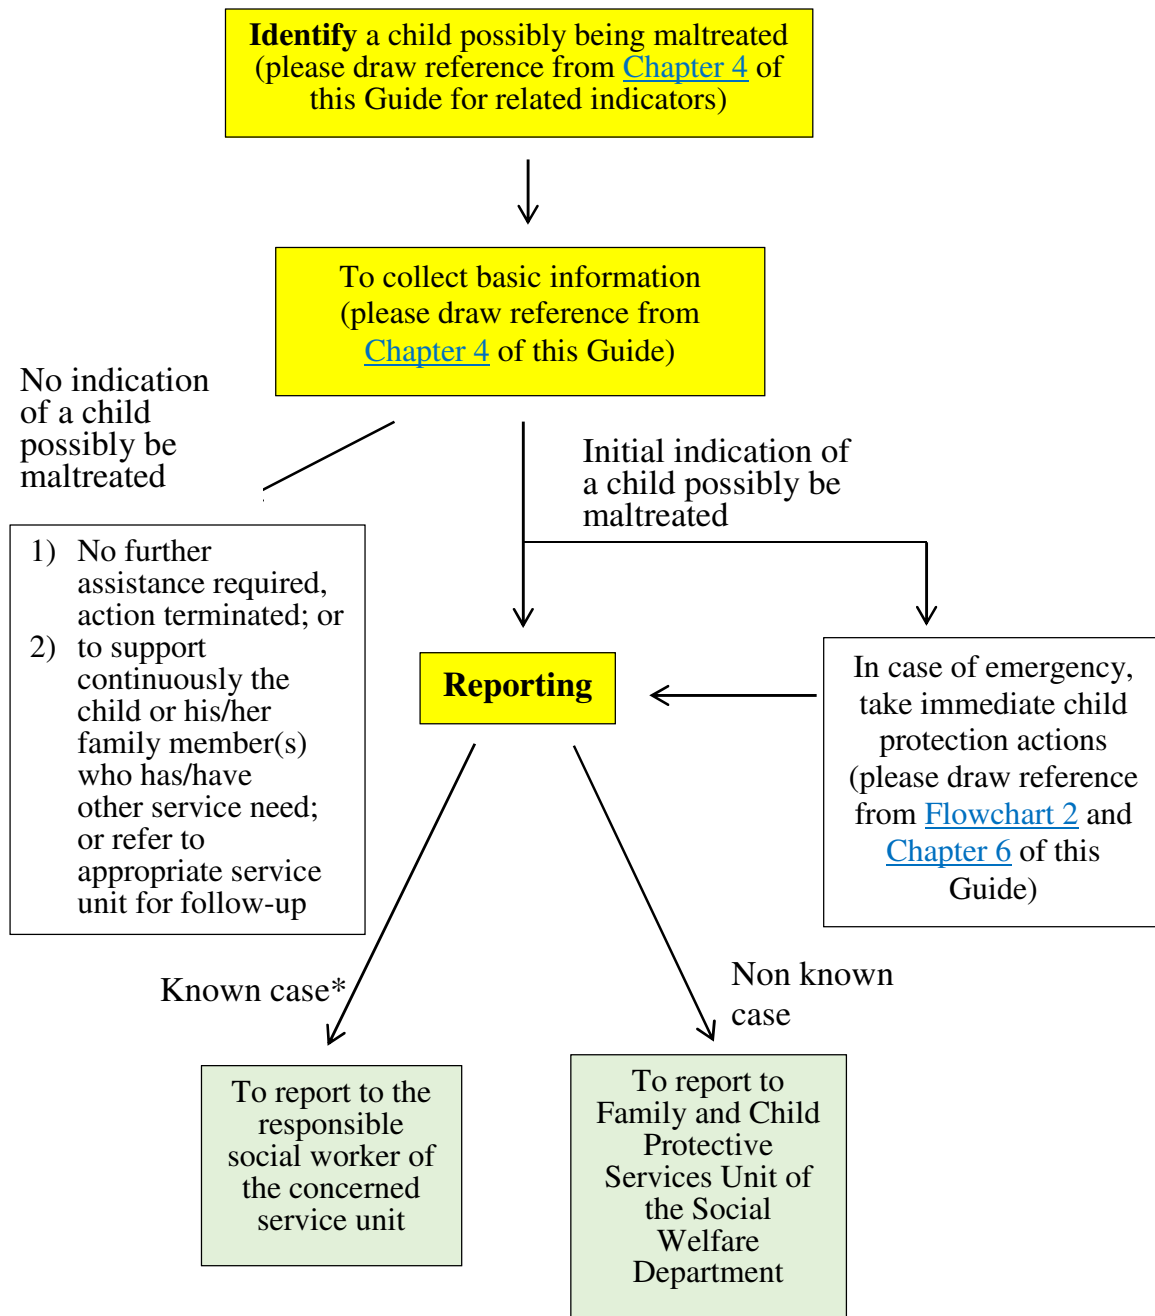 Identify a child possibly being maltreated
(please draw reference from Chapter 4 of
this Guide for related indicators)
To collect basic information
(please draw reference from
Chapter 4 of this Guide)
No indication
of a child
possibly be
maltreated
Initial indication of
a child possibly be
maltreated
1) No further
assistance required,
action terminated; or
2) to support
continuously the
child or his/her
family member(s)
who has/have
other service need;
or refer to
appropriate service
unit for follow-up
Reporting
In case of emergency,
take immediate child
protection actions
(please draw reference
from Flowchart 2 and
Chapter 6 of this
Guide)
Known case*
Non known
case
To report to the
responsible
social worker of
the concerned
service unit
To report to
Family and Child
Protective
Services Unit of
the Social
Welfare
Department